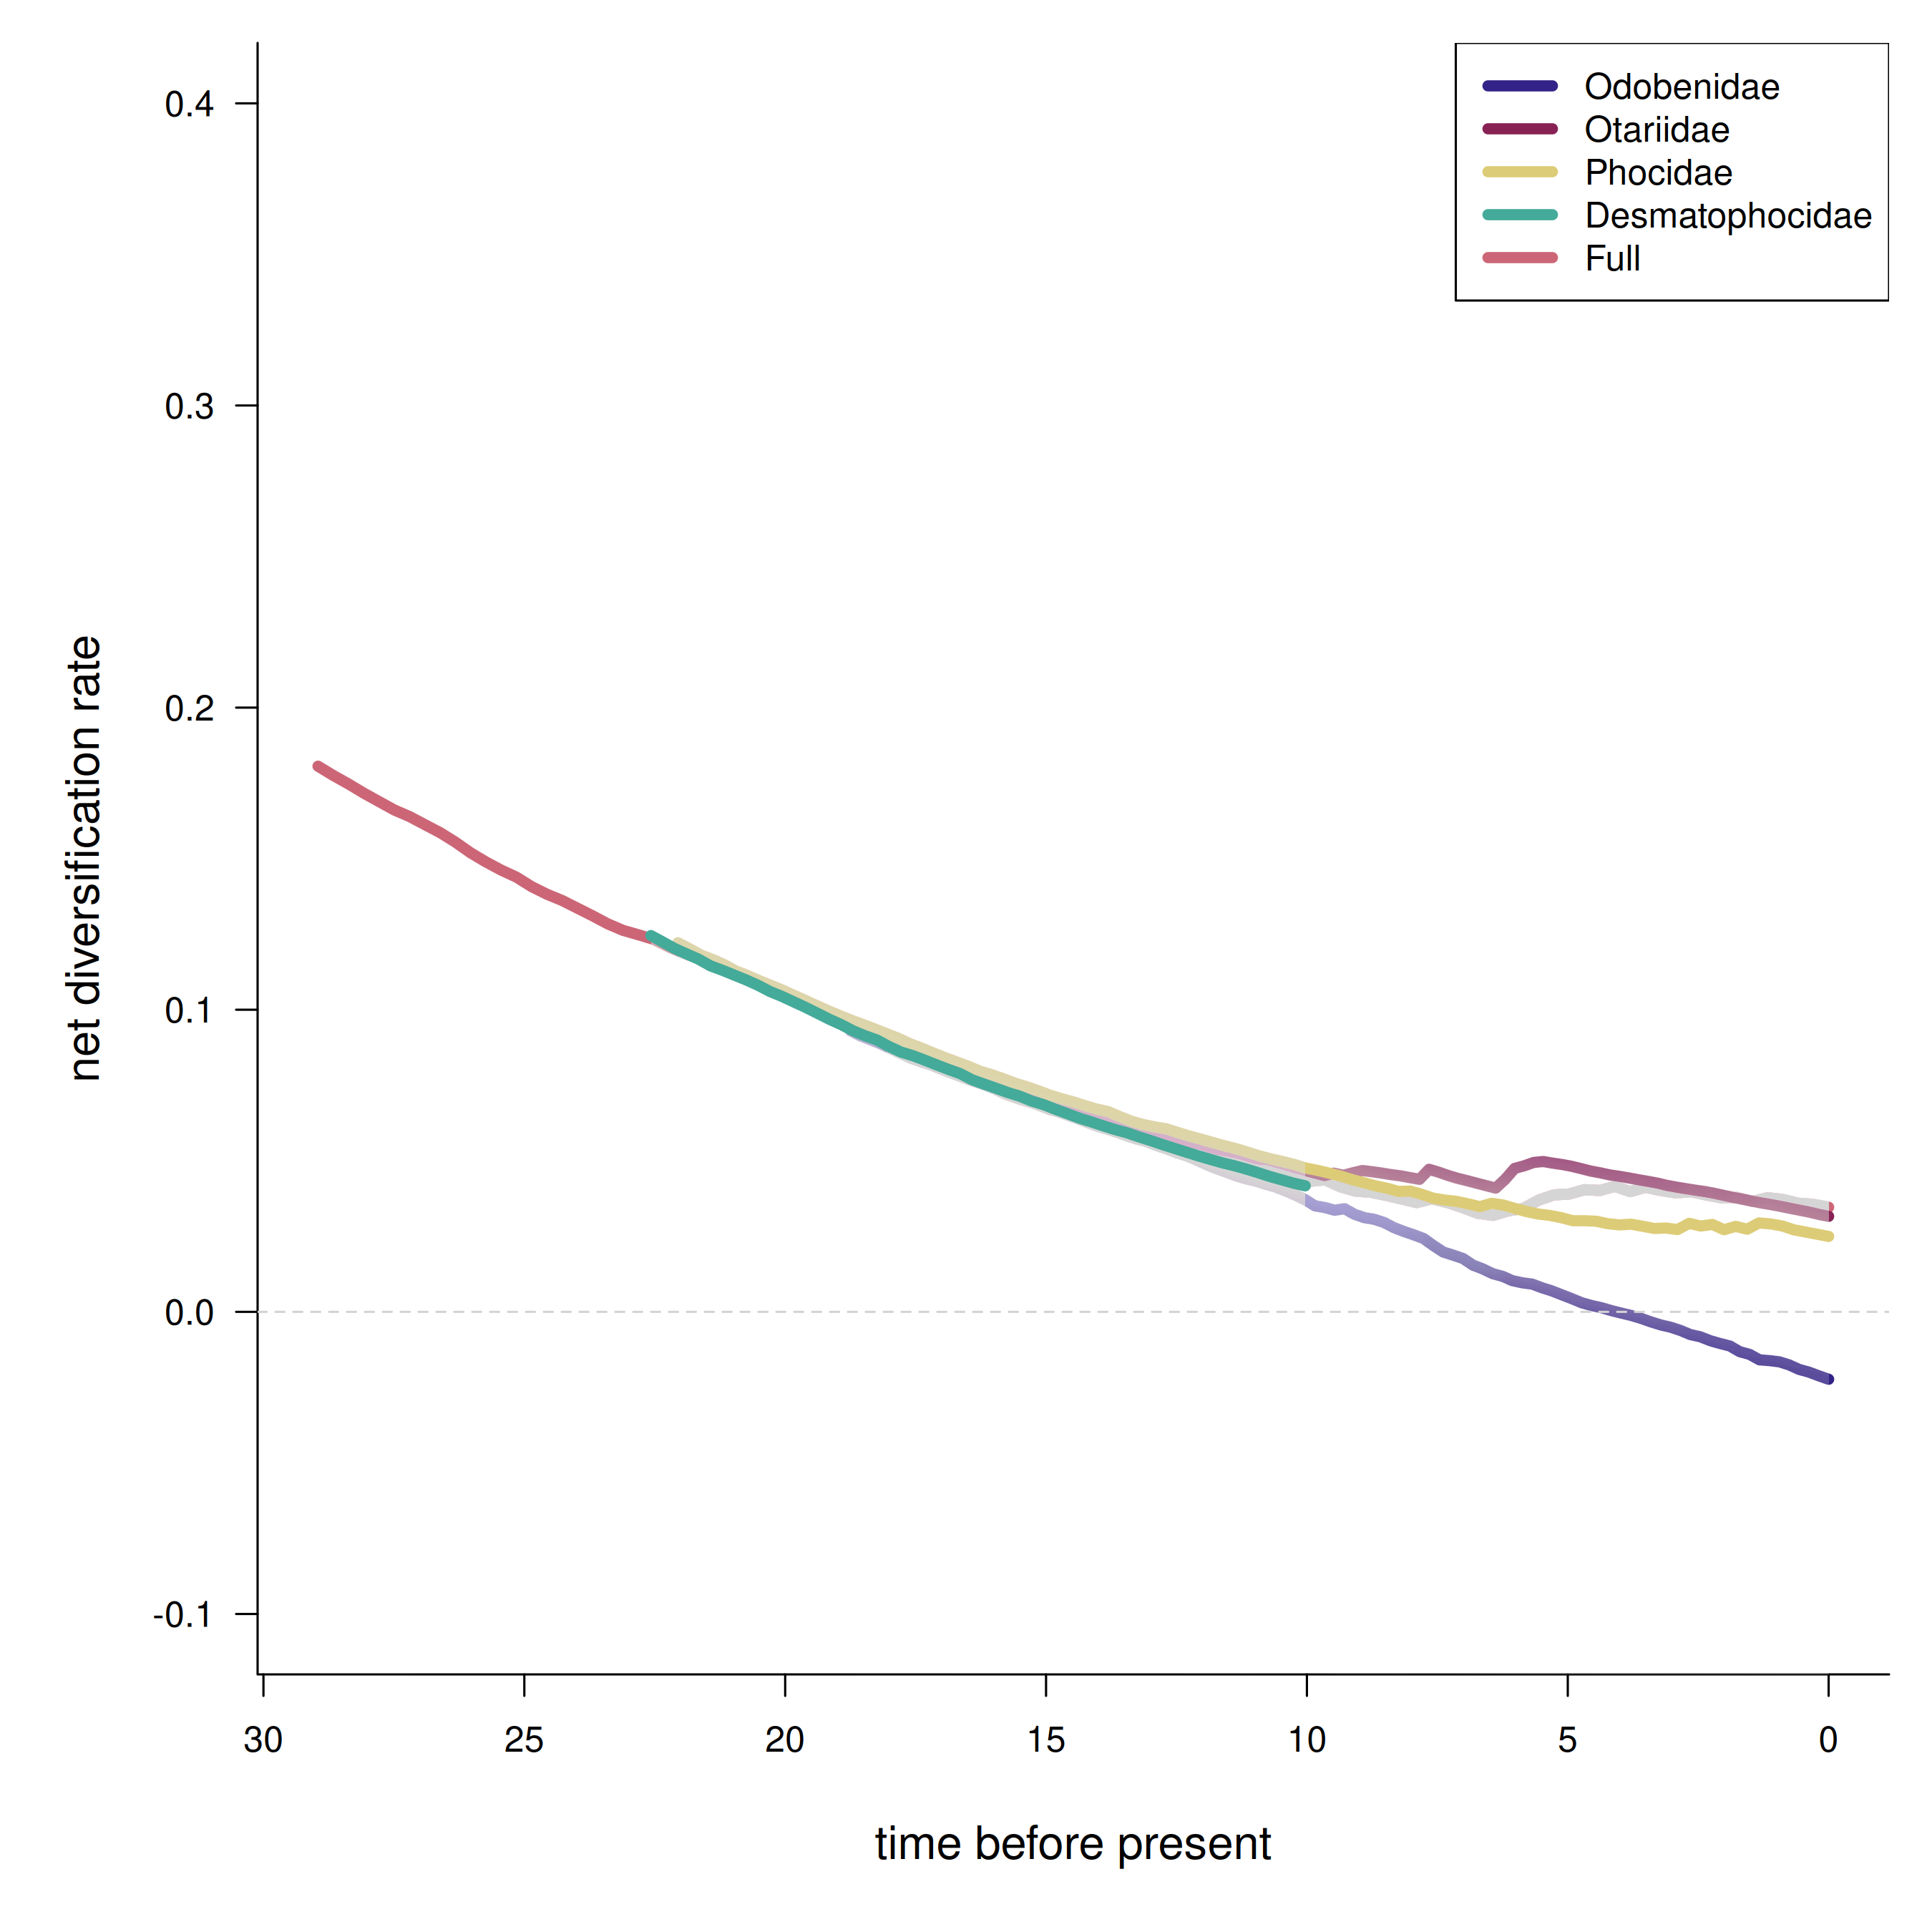 Odobenidae
Otariidae
Phocidae
Desmatophocidae
Full
0.4
0.3
0.2
0.1
0.0
-0.1
net diversification rate
30 25 20 15 10 5 0
time before present